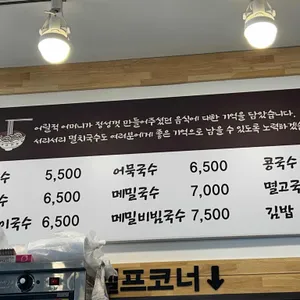 어릴적 어머니가 정성껏 만들어주셨던 음식에 대한 기억을 담았습니다.
서라서리 멸치국수도 여러분에게 좋은 기억으로 남을 수 있도록 노력하겠습
수 5,500 어묵국수 6,500 콩국수
수 6,500 메밀국수 7,000 멸고국
이국수 6,500 메밀비빔국수 7,500 김밥
셀프코너↓